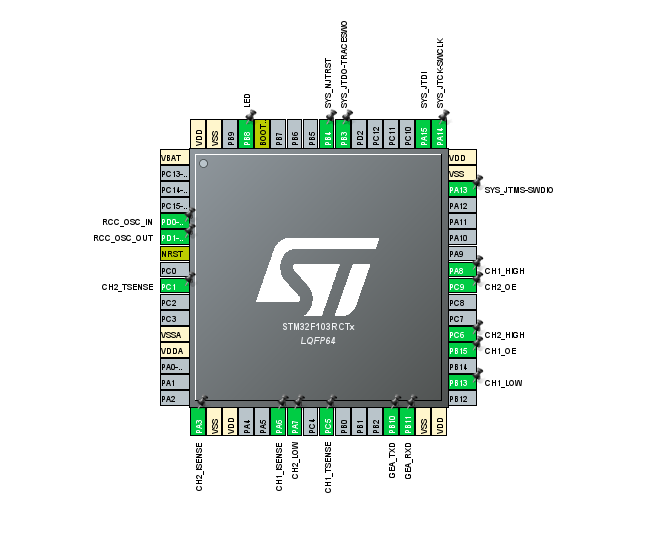 LED
SYS_NJTRST
SYS_JTDO-TRACESWO
SYS_JTDI
SYS_JTCK-SWCLK
VDD
VSS
PB9
PB8
BOOT..
PB7
PB6
PB5
PB4
PB3
PD2
PC12
PC11
PC10
PA15
PA14
VBAT
PC13-..
PC14-..
PC15-..
RCC_OSC_IN PD0-..
RCC_OSC_OUT PD1-..
NRST
PC0
CH2_TSENSE PC1
PC2
PC3
VSSA
VDDA
PA0-..
PA1
PA2
ST
STM32F103RCTx
LQFP64
VDD
VSS
PA13 SYS_JTMS-SWDIO
PA12
PA11
PA10
PA9
PA8 CH1_HIGH
PC9 CH2_OE
PC8
PC7
PC6 CH2_HIGH
PB15 CH1_OE
PB14
PB13 CH1_LOW
PB12
PA3
VSS
VDD
PA4
PA5
PA6
PA7
PC4
PC5
PB0
PB1
PB2
PB10
PB11
VSS
VDD
CH2_ISENSE
CH1_ISENSE
CH2_LOW
CH1_TSENSE
GEA_TXD
GEA_RXD